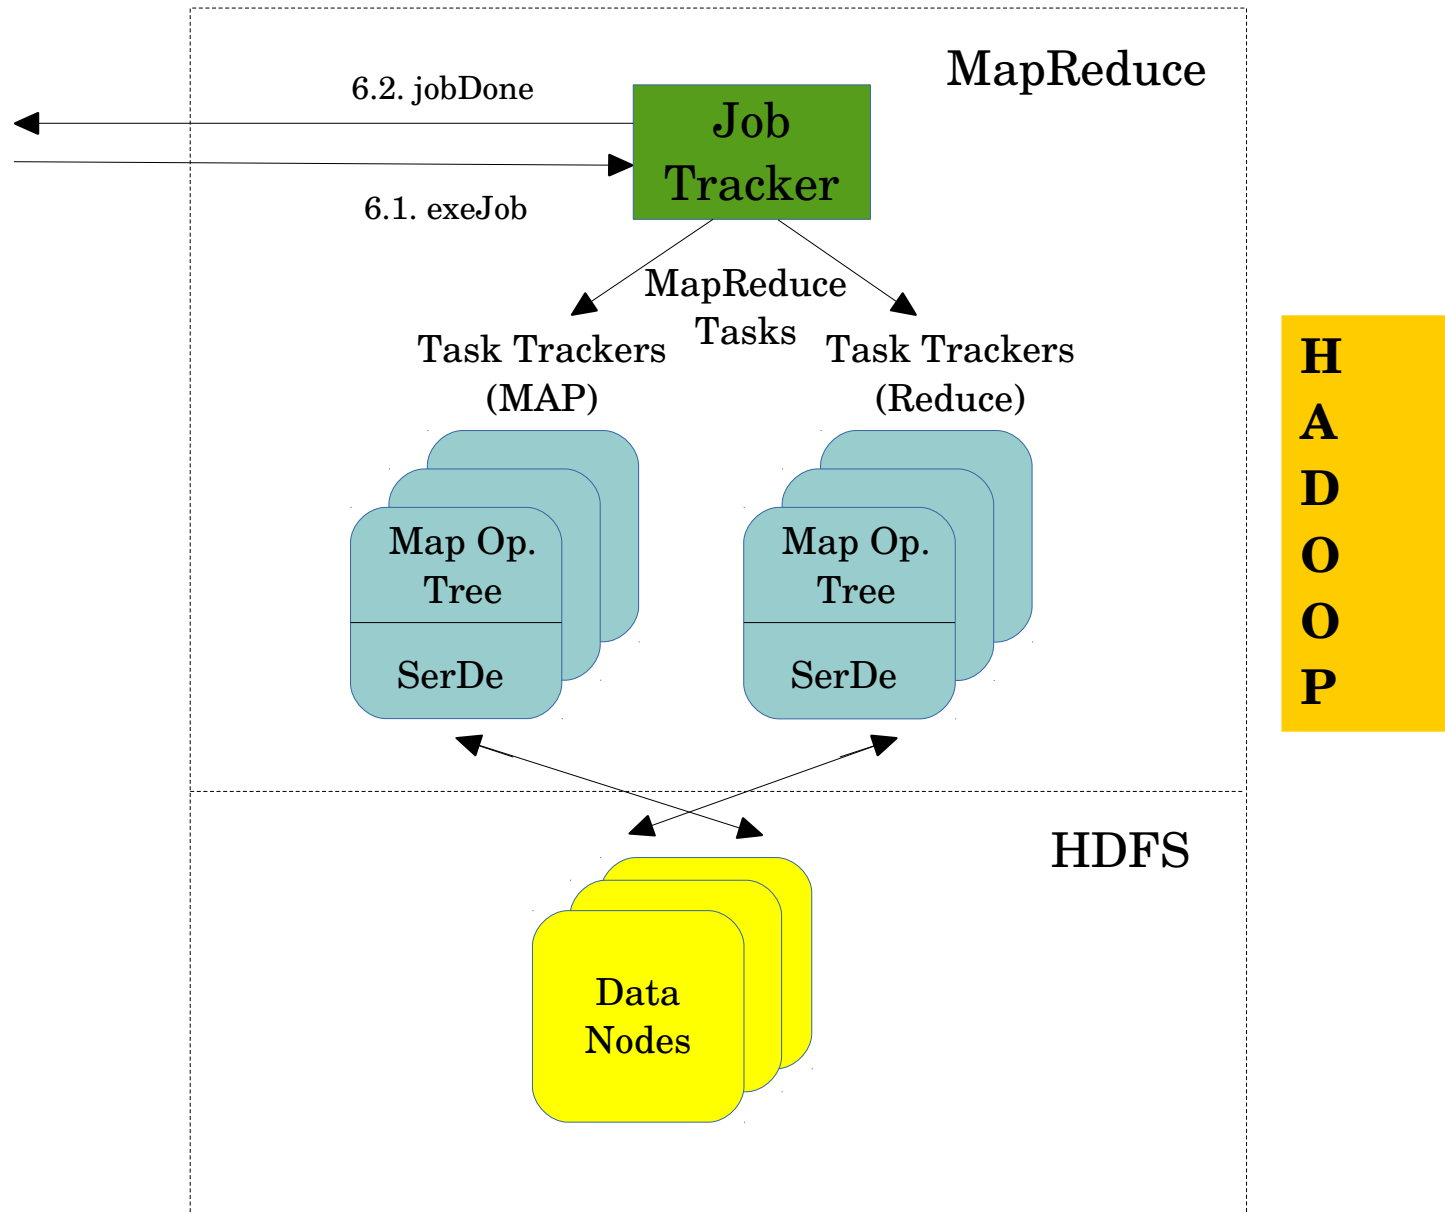 MapReduce
6.2. jobDone
Job
Tracker
6.1. exeJob
MapReduce
Tasks
Task Trackers
(MAP)
Task Trackers
(Reduce)
Map Op.
Tree
SerDe
Map Op.
Tree
SerDe
H
A
D
O
O
P
HDFS
Data
Nodes